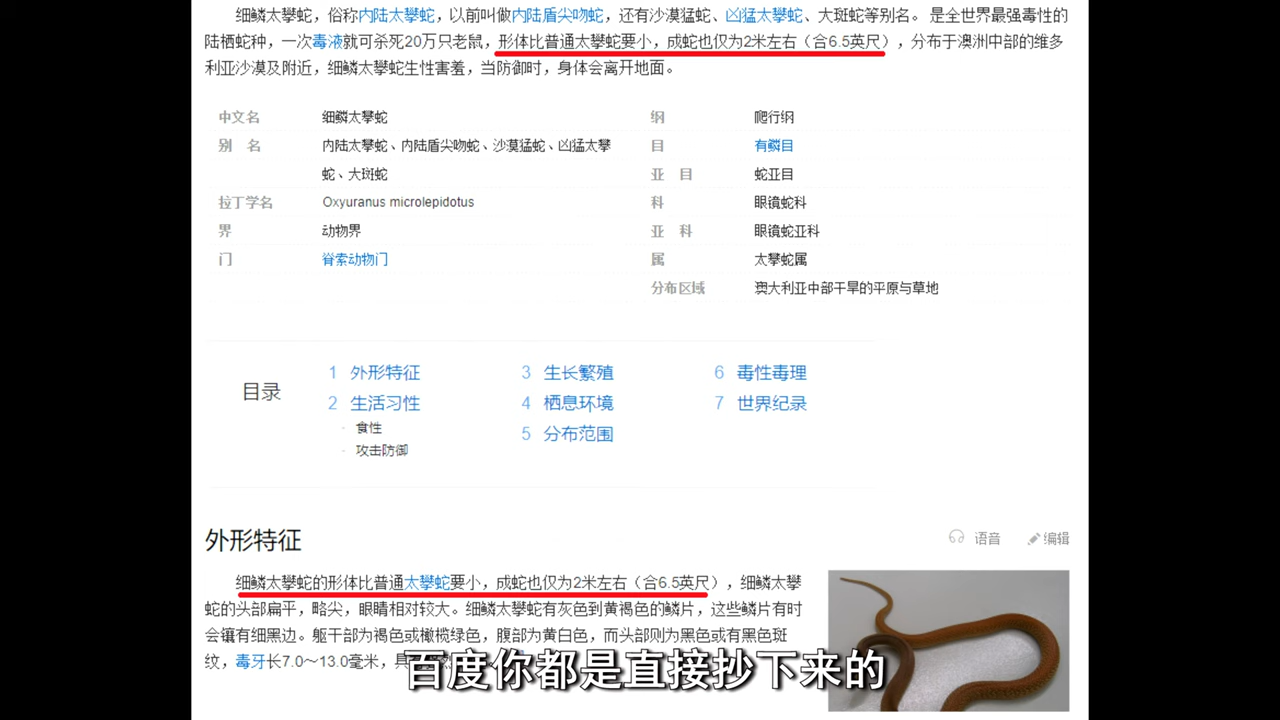 细鳞太攀蛇，俗称内陆太攀蛇，以前叫做内陆盾尖吻蛇，还有沙漠猛蛇、凶猛太攀蛇、大斑蛇等别名。 是全世界最强毒性的
陆栖蛇种，一次毒液就可杀死20万只老鼠，形体比普通太攀蛇要小，成蛇也仅为2米左右（合6.5英尺），分布于澳洲中部的维多
利亚沙漠及附近，细鳞太攀蛇生性害羞，当防御时，身体会离开地面。
中文名 细鳞太攀蛇 纲 爬行纲
别 名 内陆太攀蛇、内陆盾尖吻蛇、沙漠猛蛇、凶猛太攀 目 有鳞目
蛇、大斑蛇 亚 目 蛇亚目
拉丁学名 Oxyuranus microlepidotus 科 眼镜蛇科
界 动物界 亚 科 眼镜蛇亚科
门 脊索动物门 属 太攀蛇属
分布区域 澳大利亚中部干旱的平原与草地
目录
1 外形特征 3 生长繁殖 6 毒性毒理
2 生活习性 4 栖息环境 7 世界纪录
· 食性 5 分布范围
· 攻击防御
外形特征 语音 编辑
细鳞太攀蛇的形体比普通太攀蛇要小，成蛇也仅为2米左右（合6.5英尺），细鳞太攀
蛇的头部扁平，略尖，眼睛相对较大。细鳞太攀蛇有灰色到黄褐色的鳞片，这些鳞片有时
会镶有细黑边。躯干部为褐色或橄榄绿色，腹部为黄白色，而头部则为黑色或有黑色斑
纹，毒牙长7.0～13.0毫米，具
百度你都是直接抄下来的